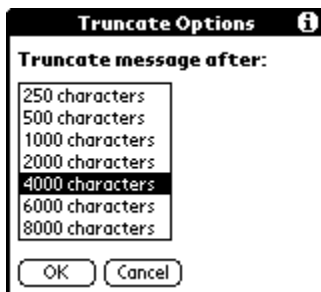 Truncate Options i
Truncate message after:
250 characters
500 characters
1000 characters
2000 characters
4000 characters
6000 characters
8000 characters
OK Cancel